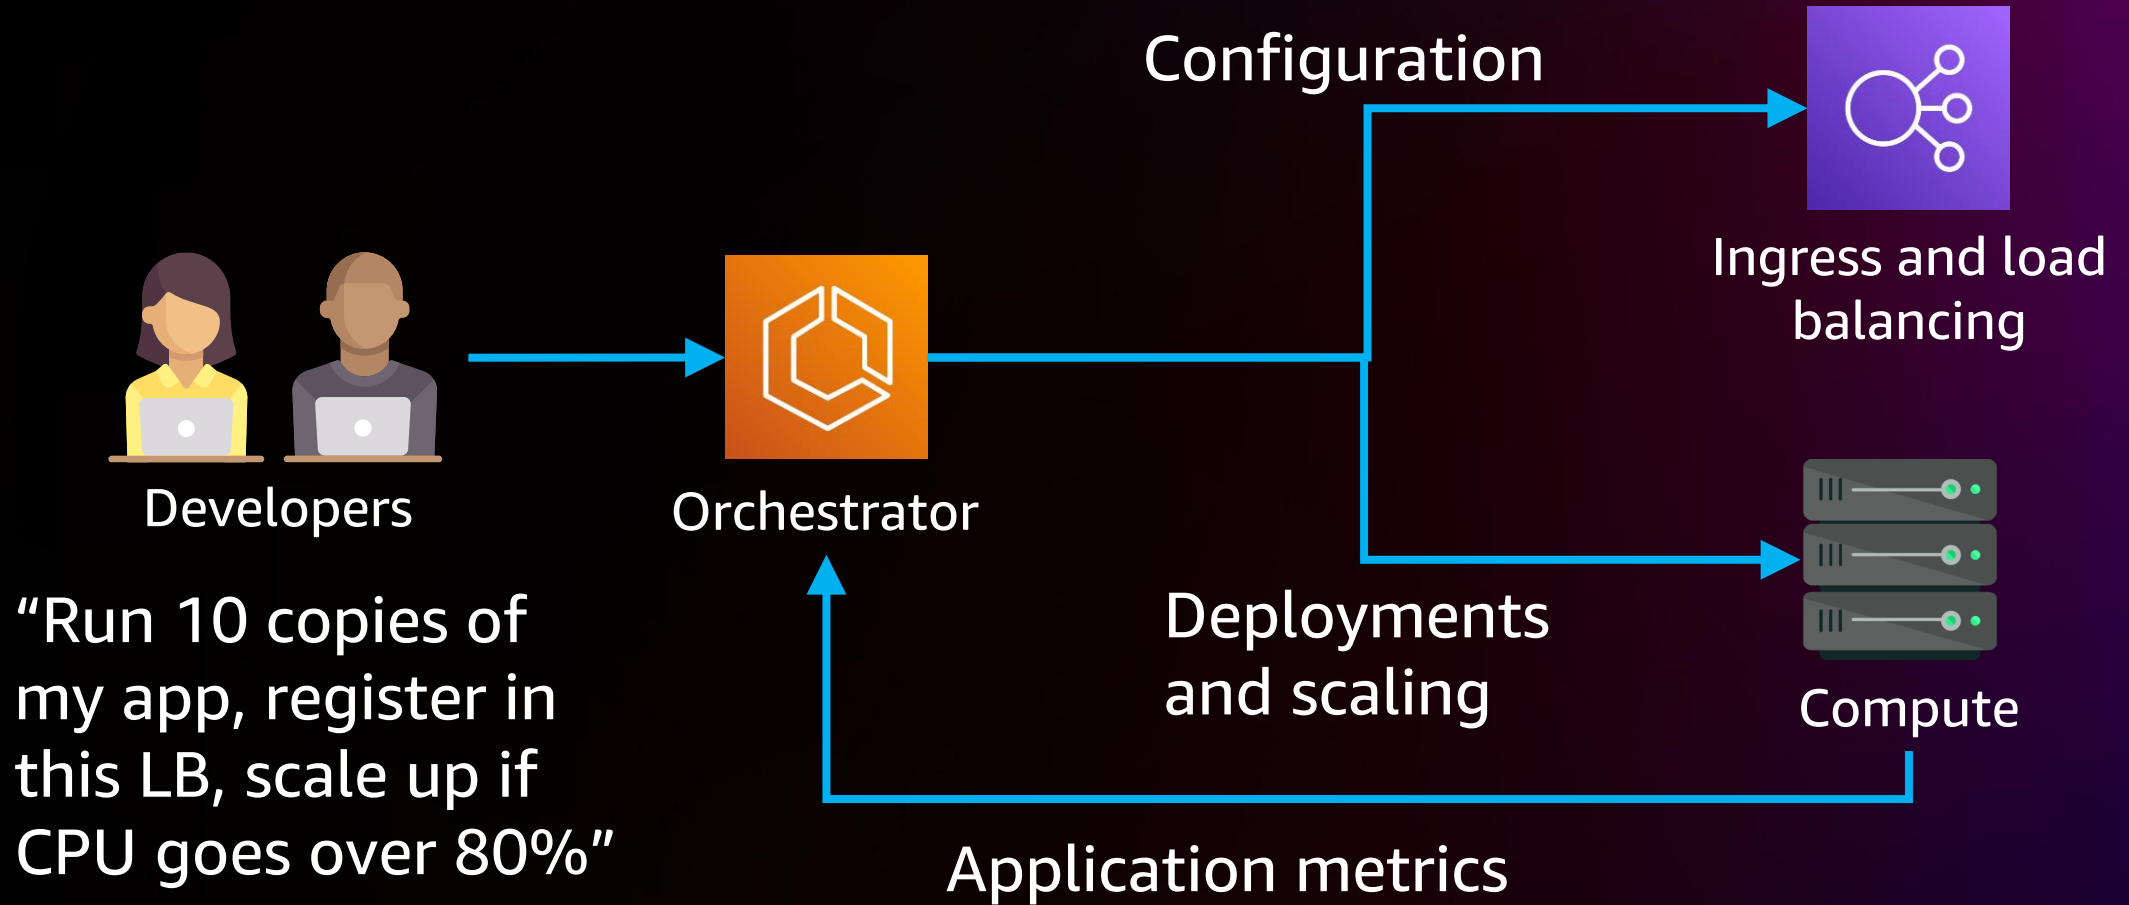 Configuration
Ingress and load
balancing
Developers
Orchestrator
“Run 10 copies of
my app, register in
this LB, scale up if
CPU goes over 80%”
Deployments
and scaling
Compute
Application metrics